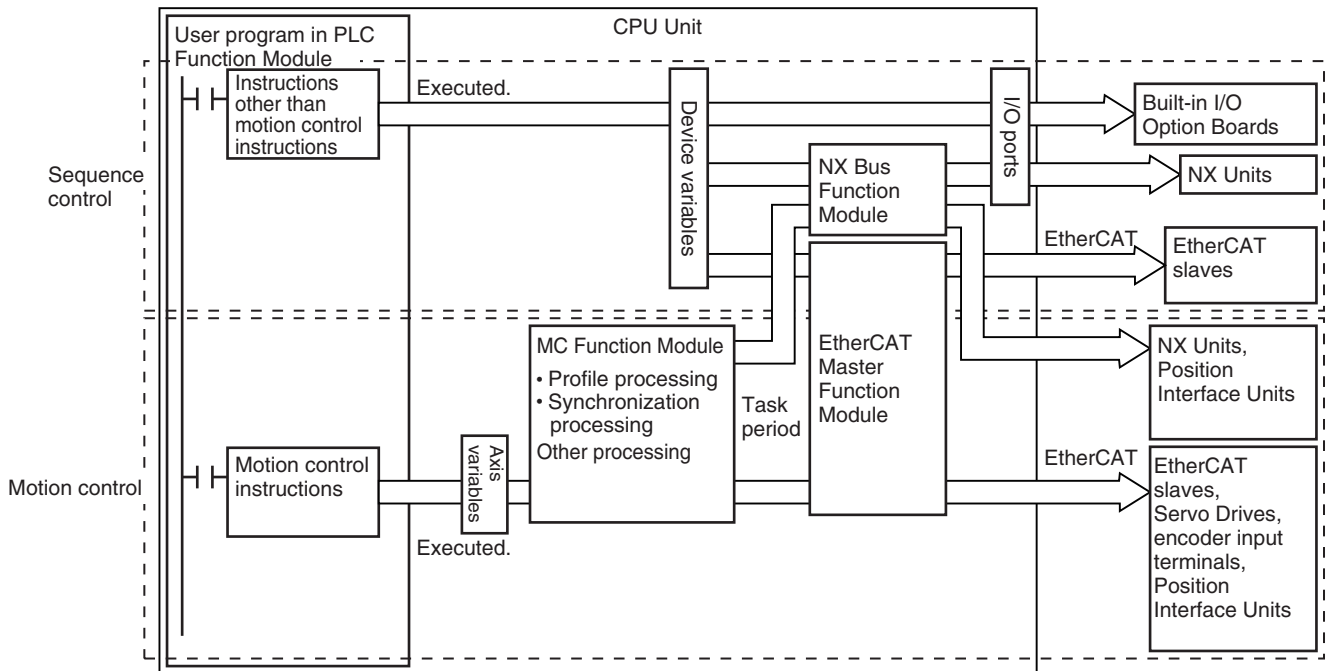 CPU Unit
User program in PLC
Function Module
Instructions
other than
motion control
instructions
Executed.
Device variables
I/O ports
Built-in I/O
Option Boards
Sequence
control
NX Bus
Function
Module
NX Units
EtherCAT
EtherCAT
slaves
MC Function Module
• Profile processing
• Synchronization
processing
Other processing
Task
period
EtherCAT
Master
Function
Module
NX Units,
Position
Interface Units
Motion control
Motion control
instructions
Axis
variables
Executed.
EtherCAT
EtherCAT
slaves,
Servo Drives,
encoder input
terminals,
Position
Interface Units